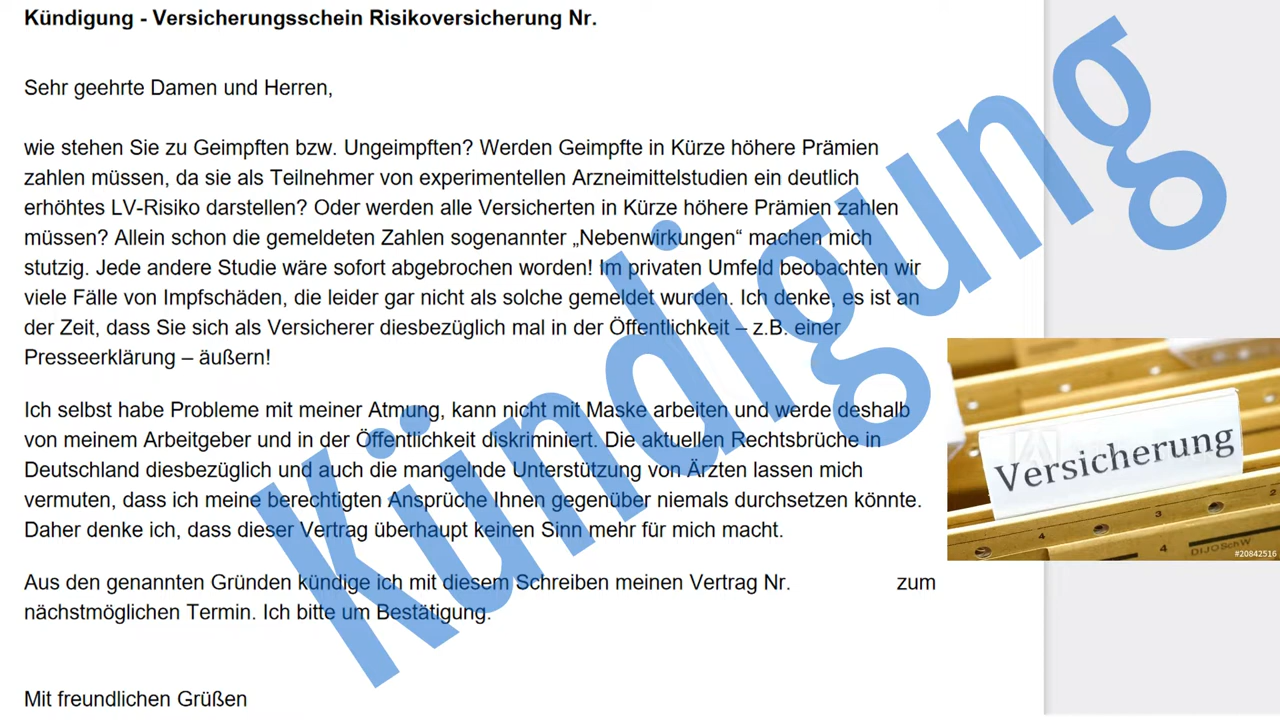 Kündigung - Versicherungsschein Risikoversicherung Nr.
Sehr geehrte Damen und Herren,
wie stehen Sie zu Geimpften bzw. Ungeimpften? Werden Geimpfte in Kürze höhere Prämien
zahlen müssen, da sie als Teilnehmer von experimentellen Arzneimittelstudien ein deutlich
erhöhtes LV-Risiko darstellen? Oder werden alle Versicherten in Kürze höhere Prämien zahlen
müssen? Allein schon die gemeldeten Zahlen sogenannter „Nebenwirkungen“ machen mich
stutzig. Jede andere Studie wäre sofort abgebrochen worden! Im privaten Umfeld beobachten wir
viele Fälle von Impfschäden, die leider gar nicht als solche gemeldet wurden. Ich denke, es ist an
der Zeit, dass Sie sich als Versicherer diesbezüglich mal in der Öffentlichkeit – z.B. einer
Presseerklärung – äußern!
Ich selbst habe Probleme mit meiner Atmung, kann nicht mit Maske arbeiten und werde deshalb
von meinem Arbeitgeber und in der Öffentlichkeit diskriminiert. Die aktuellen Rechtsbrüche in
Deutschland diesbezüglich und auch die mangelnde Unterstützung von Ärzten lassen mich
vermuten, dass ich meine berechtigten Ansprüche Ihnen gegenüber niemals durchsetzen könnte.
Daher denke ich, dass dieser Vertrag überhaupt keinen Sinn mehr für mich macht.
Aus den genannten Gründen kündige ich mit diesem Schreiben meinen Vertrag Nr. zum
nächstmöglichen Termin. Ich bitte um Bestätigung.
Mit freundlichen Grüßen
Kündigung
Versicherung
2
3
4
4
DIJOSchW
#20842516